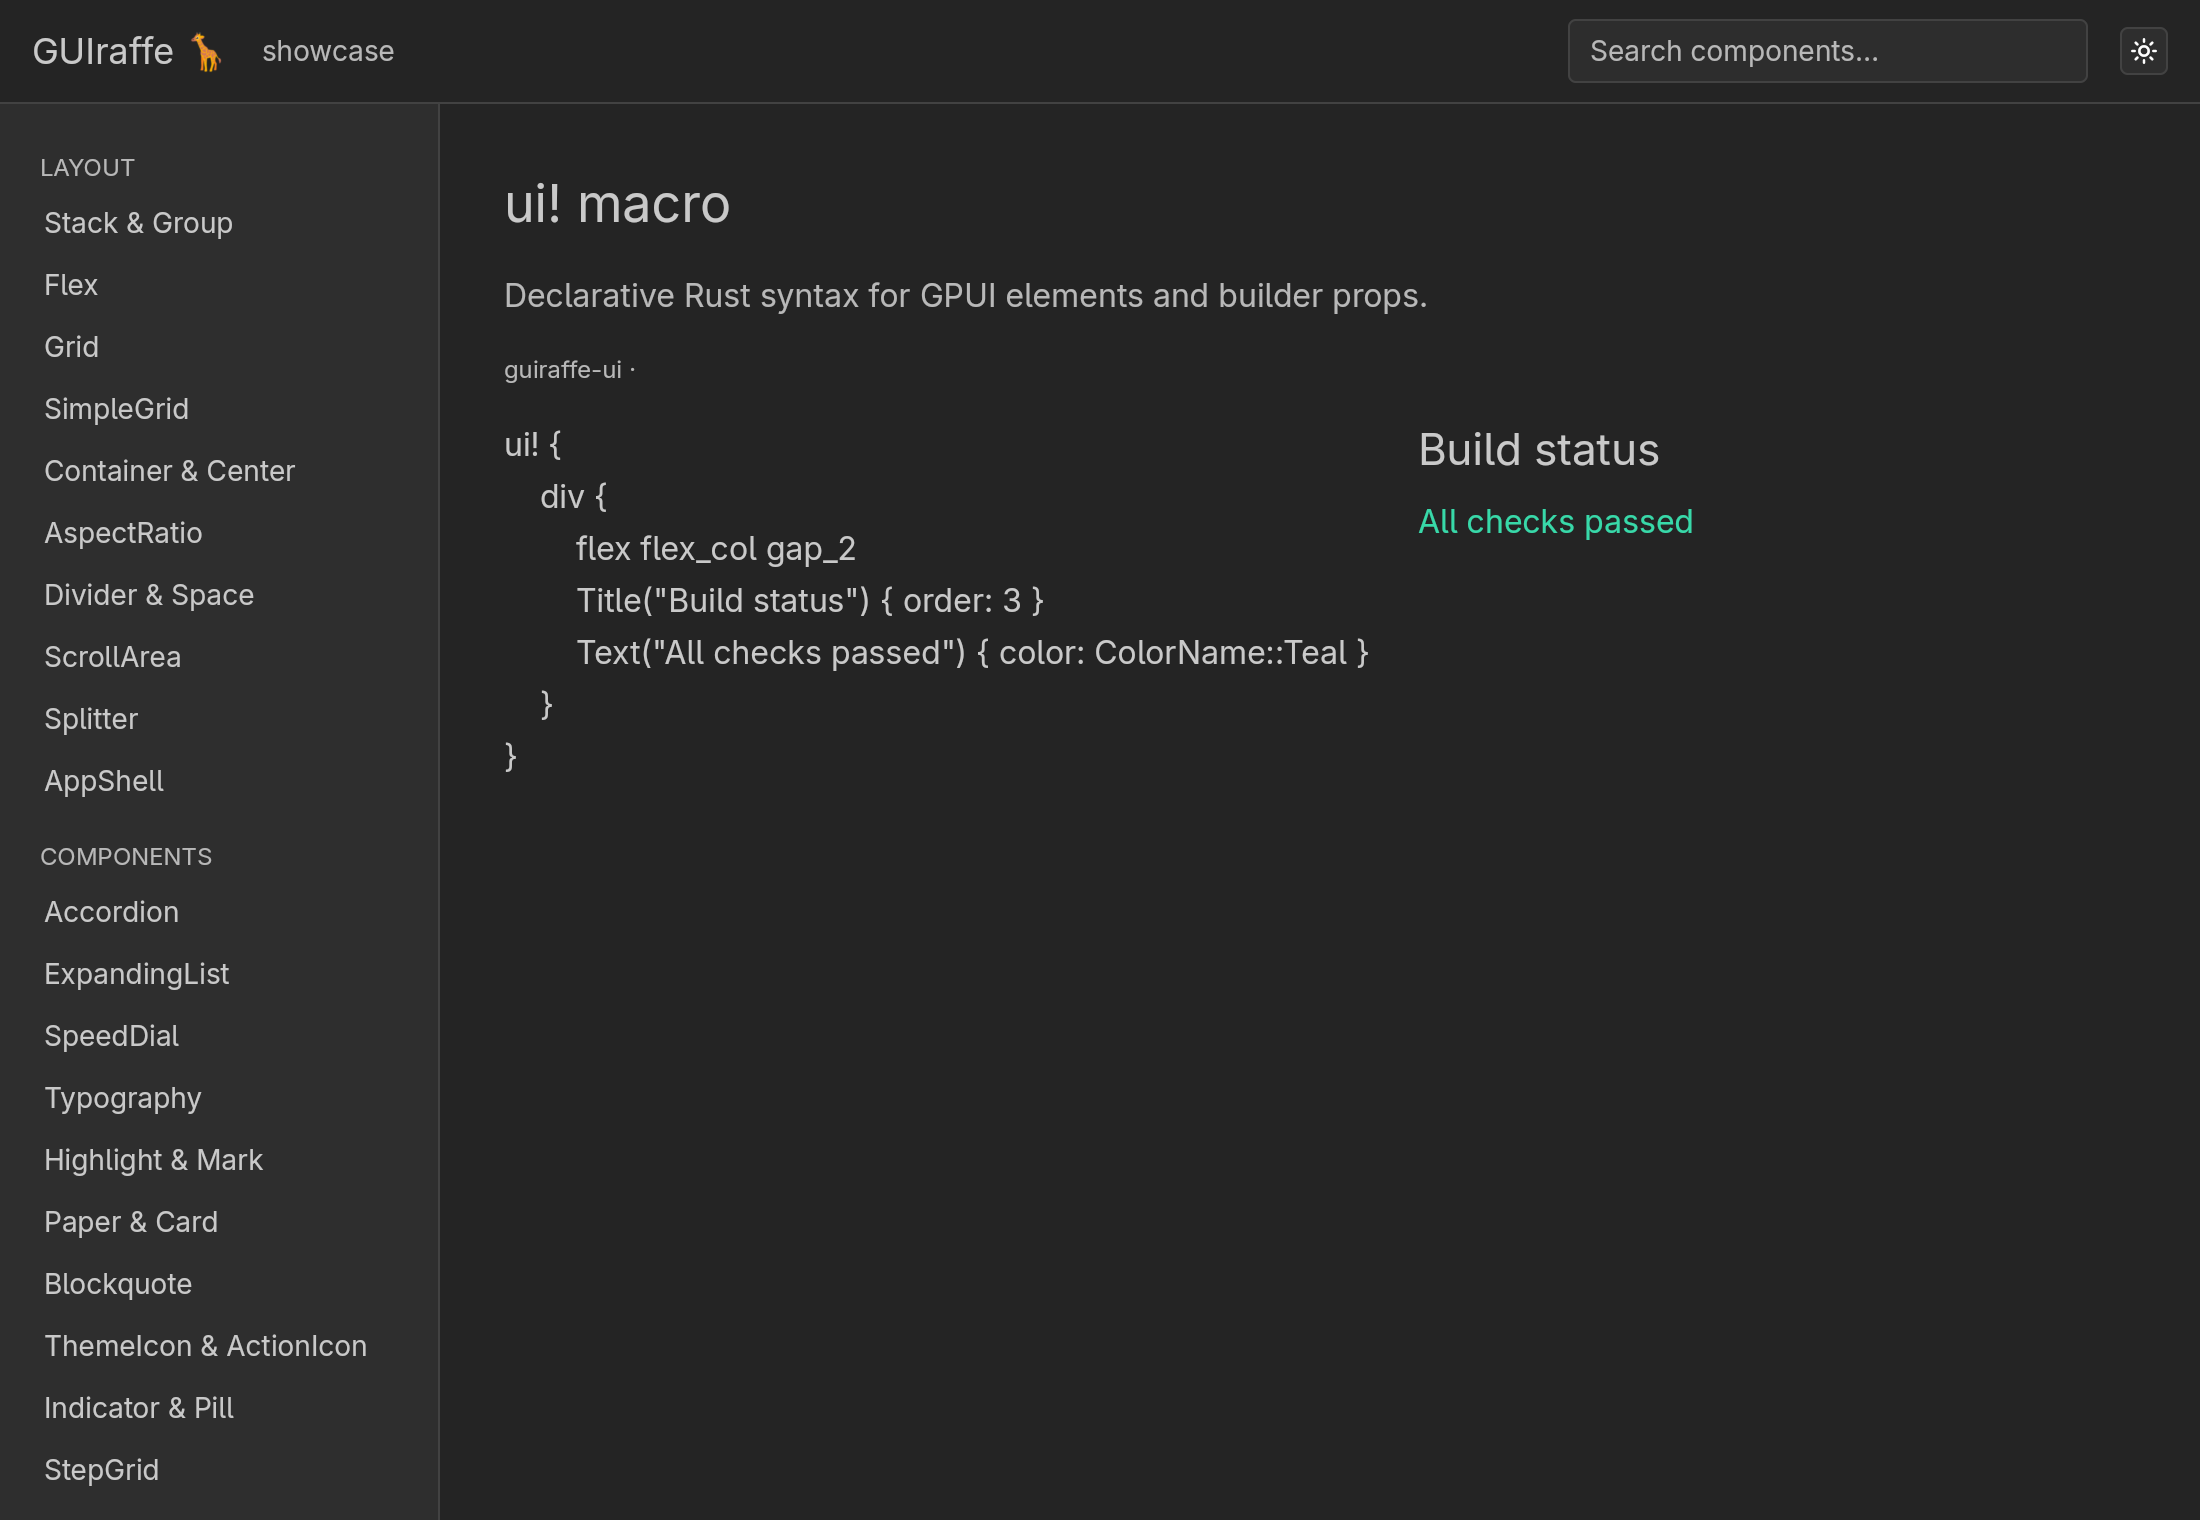 GUIraffe 🦒 showcase
Search components...
LAYOUT
Stack & Group
Flex
Grid
SimpleGrid
Container & Center
AspectRatio
Divider & Space
ScrollArea
Splitter
AppShell
COMPONENTS
Accordion
ExpandingList
SpeedDial
Typography
Highlight & Mark
Paper & Card
Blockquote
ThemeIcon & ActionIcon
Indicator & Pill
StepGrid
ui! macro
Declarative Rust syntax for GPUI elements and builder props.
guiraffe-ui ·
ui! {
    div {
        flex flex_col gap_2
        Title("Build status") { order: 3 }
        Text("All checks passed") { color: ColorName::Teal }
    }
}
Build status
All checks passed